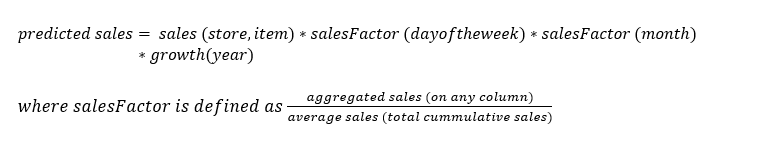 predicted sales = sales (store, item) * salesFactor (dayoftheweek) * salesFactor (month)
* growth(year)
where salesFactor is defined as aggregated sales (on any column) / average sales (total cummulative sales)